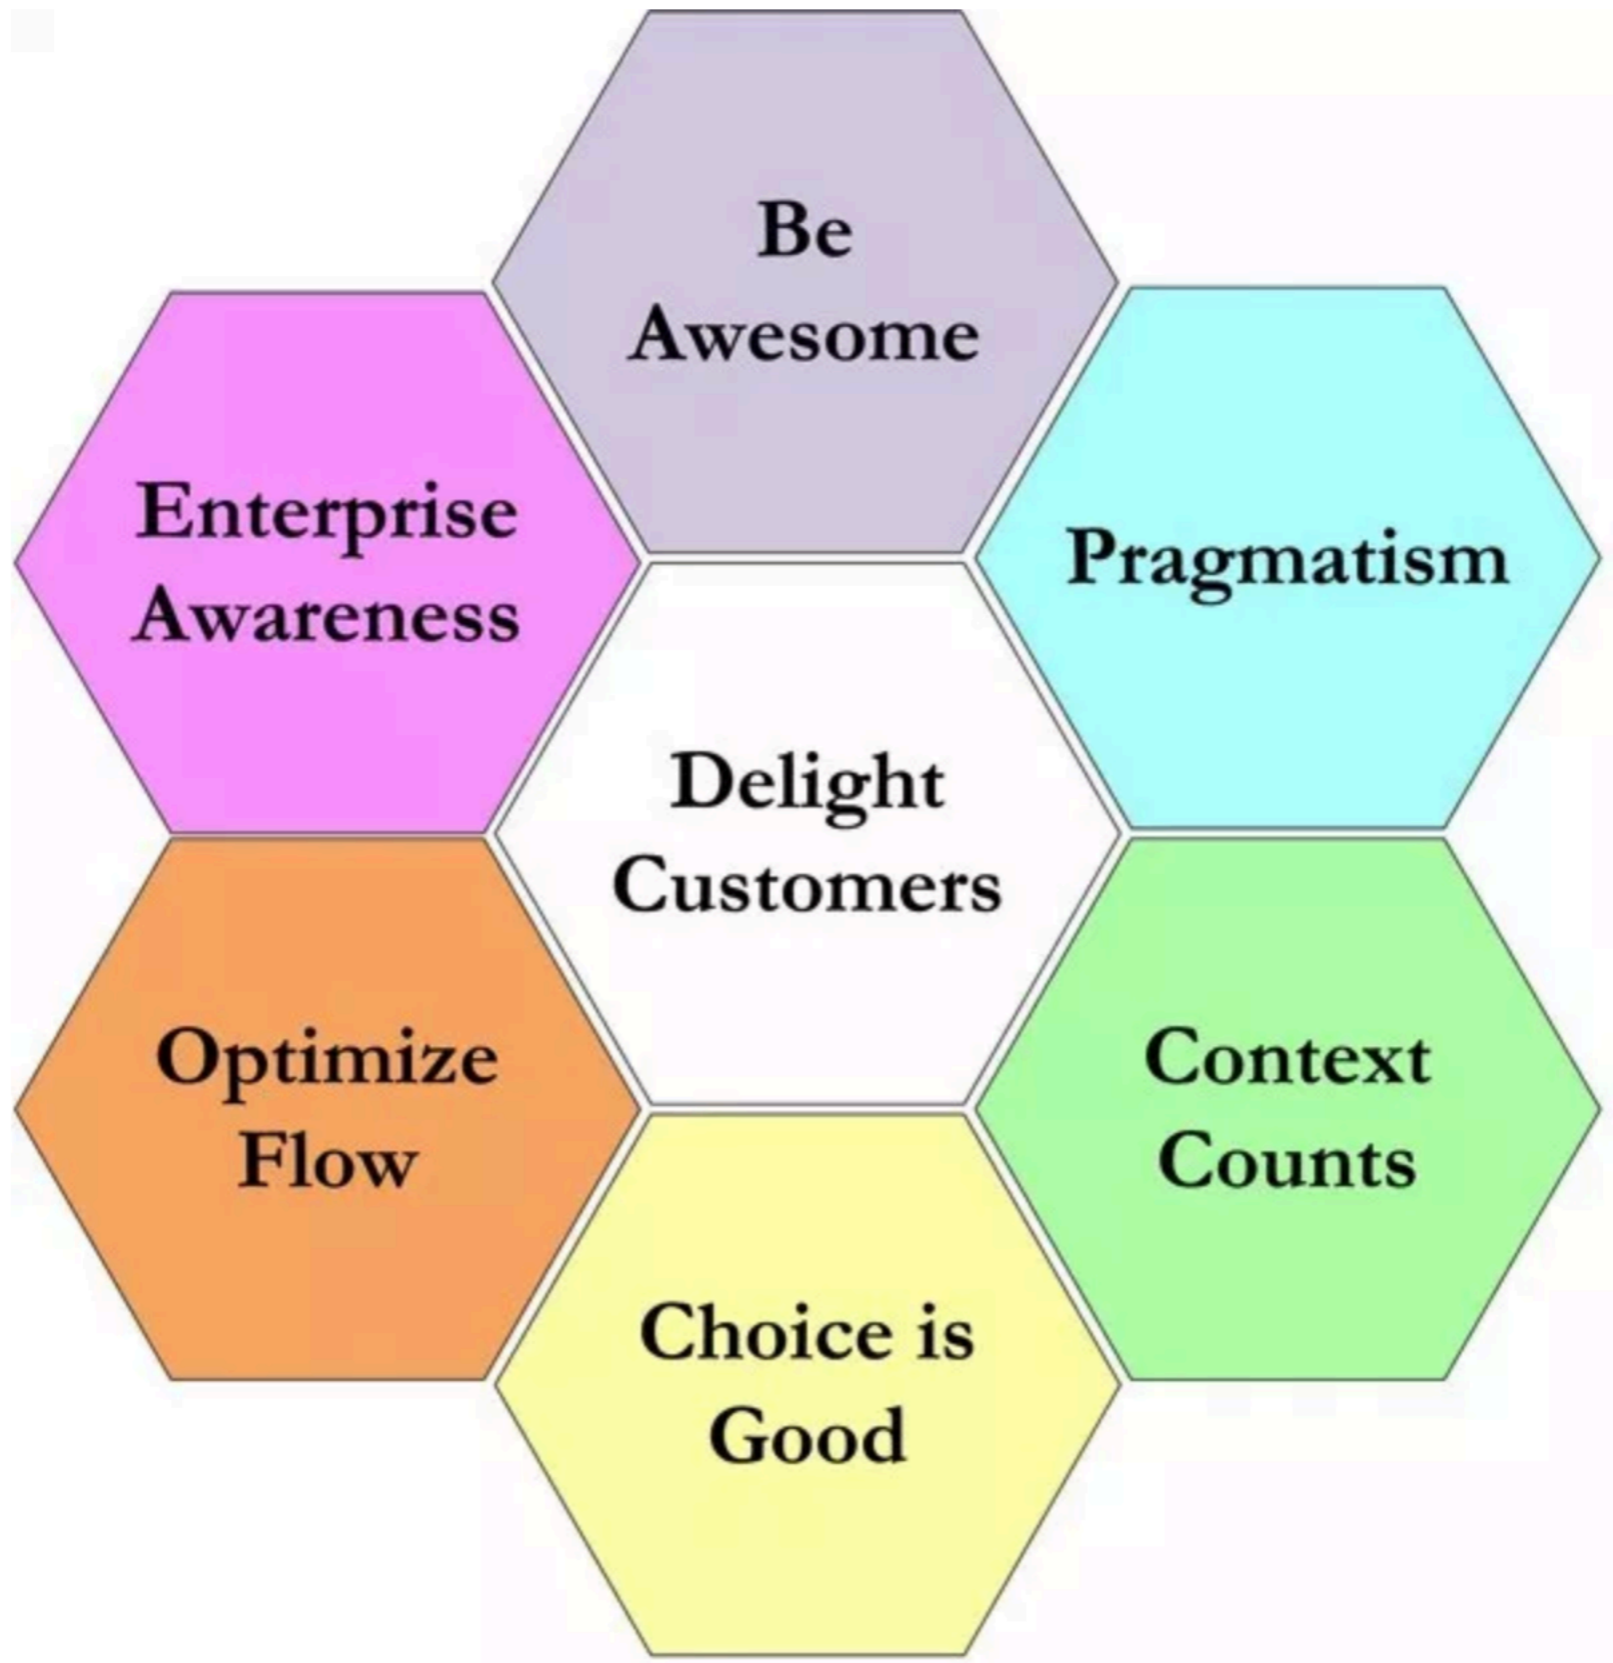 Be
Awesome
Enterprise
Awareness
Pragmatism
Delight
Customers
Optimize
Flow
Context
Counts
Choice is
Good